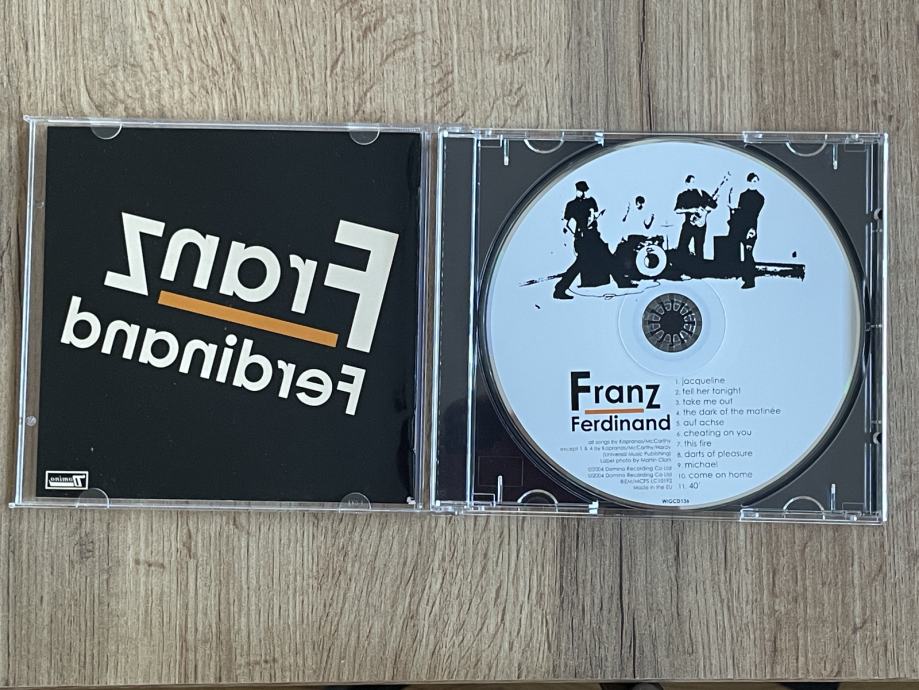 Franz
Ferdinand
Domino
Franz
Ferdinand
all songs by Kapranos/McCarthy
except 1 & 4 by Kapranos/McCarthy/Hardy
(Universal Music Publishing)
Label photo by Martin Clark
©2004 Domino Recording Co Ltd
©2004 Domino Recording Co Ltd
BIEM/MCPS LC10192
Made in the EU
1. jacqueline
2. tell her tonight
3. take me out
4. the dark of the matinée
5. auf achse
6. cheating on you
7. this fire
8. darts of pleasure
9. michael
10. come on home
11. 40'
WIGCD136